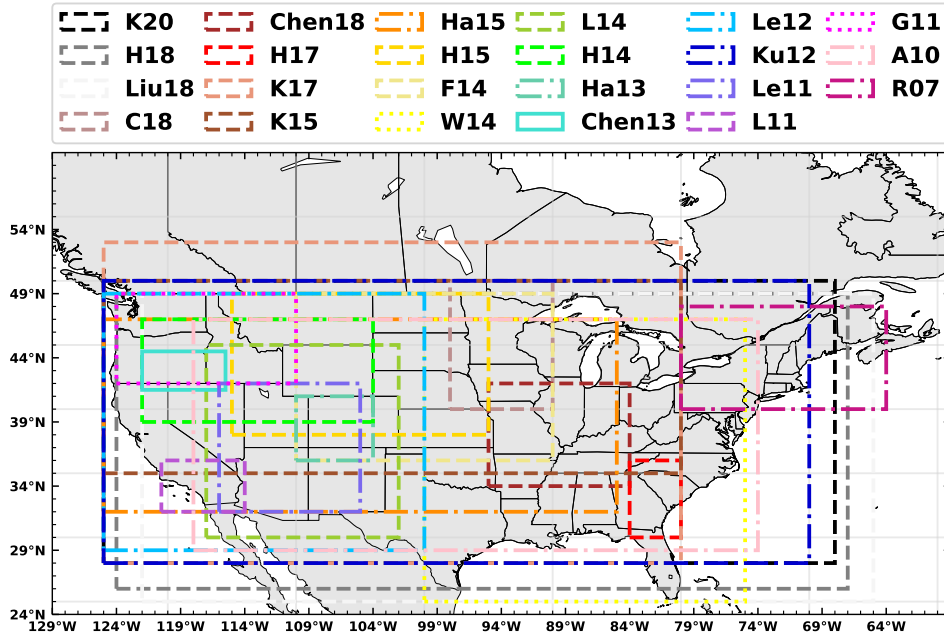 K20 Chen18 Ha15 L14 Le12 G11
H18 H17 H15 H14 Ku12 A10
Liu18 K17 F14 Ha13 Le11 R07
C18 K15 W14 Chen13 L11
54°N
49°N
44°N
39°N
34°N
29°N
24°N
129°W 124°W 119°W 114°W 109°W 104°W 99°W 94°W 89°W 84°W 79°W 74°W 69°W 64°W